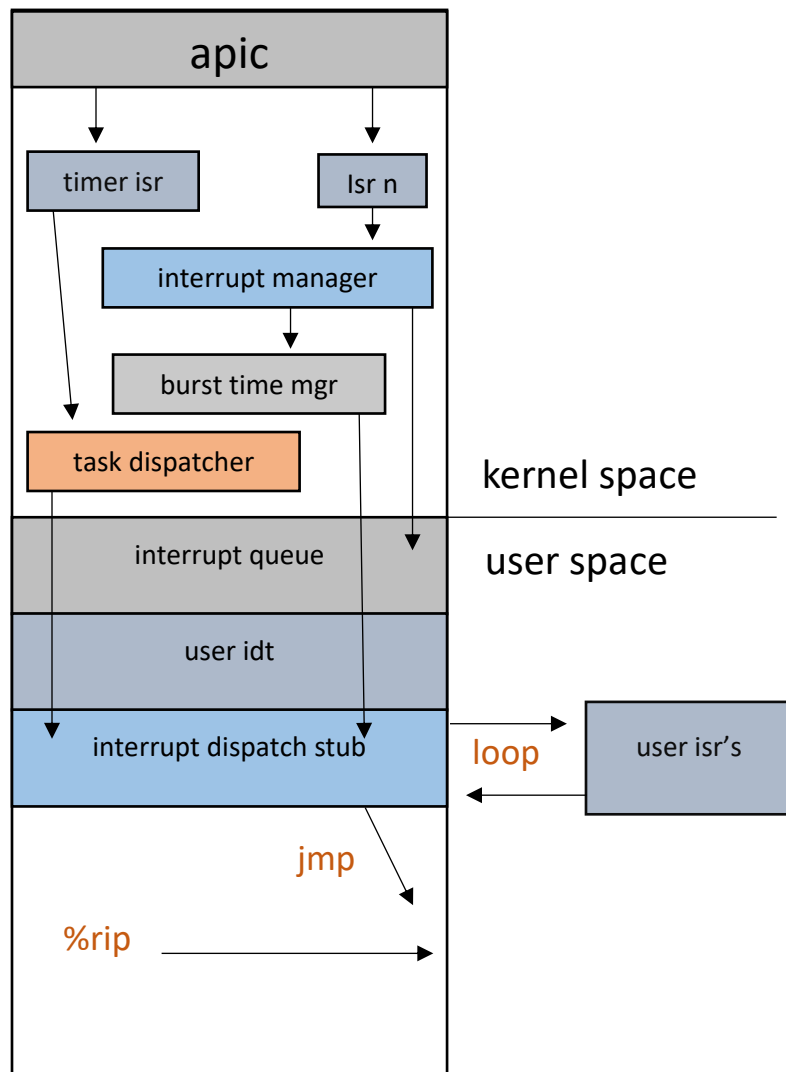 apic
timer isr
Isr n
interrupt manager
burst time mgr
task dispatcher
kernel space
interrupt queue
user space
user idt
interrupt dispatch stub
loop
user isr's
jmp
%rip